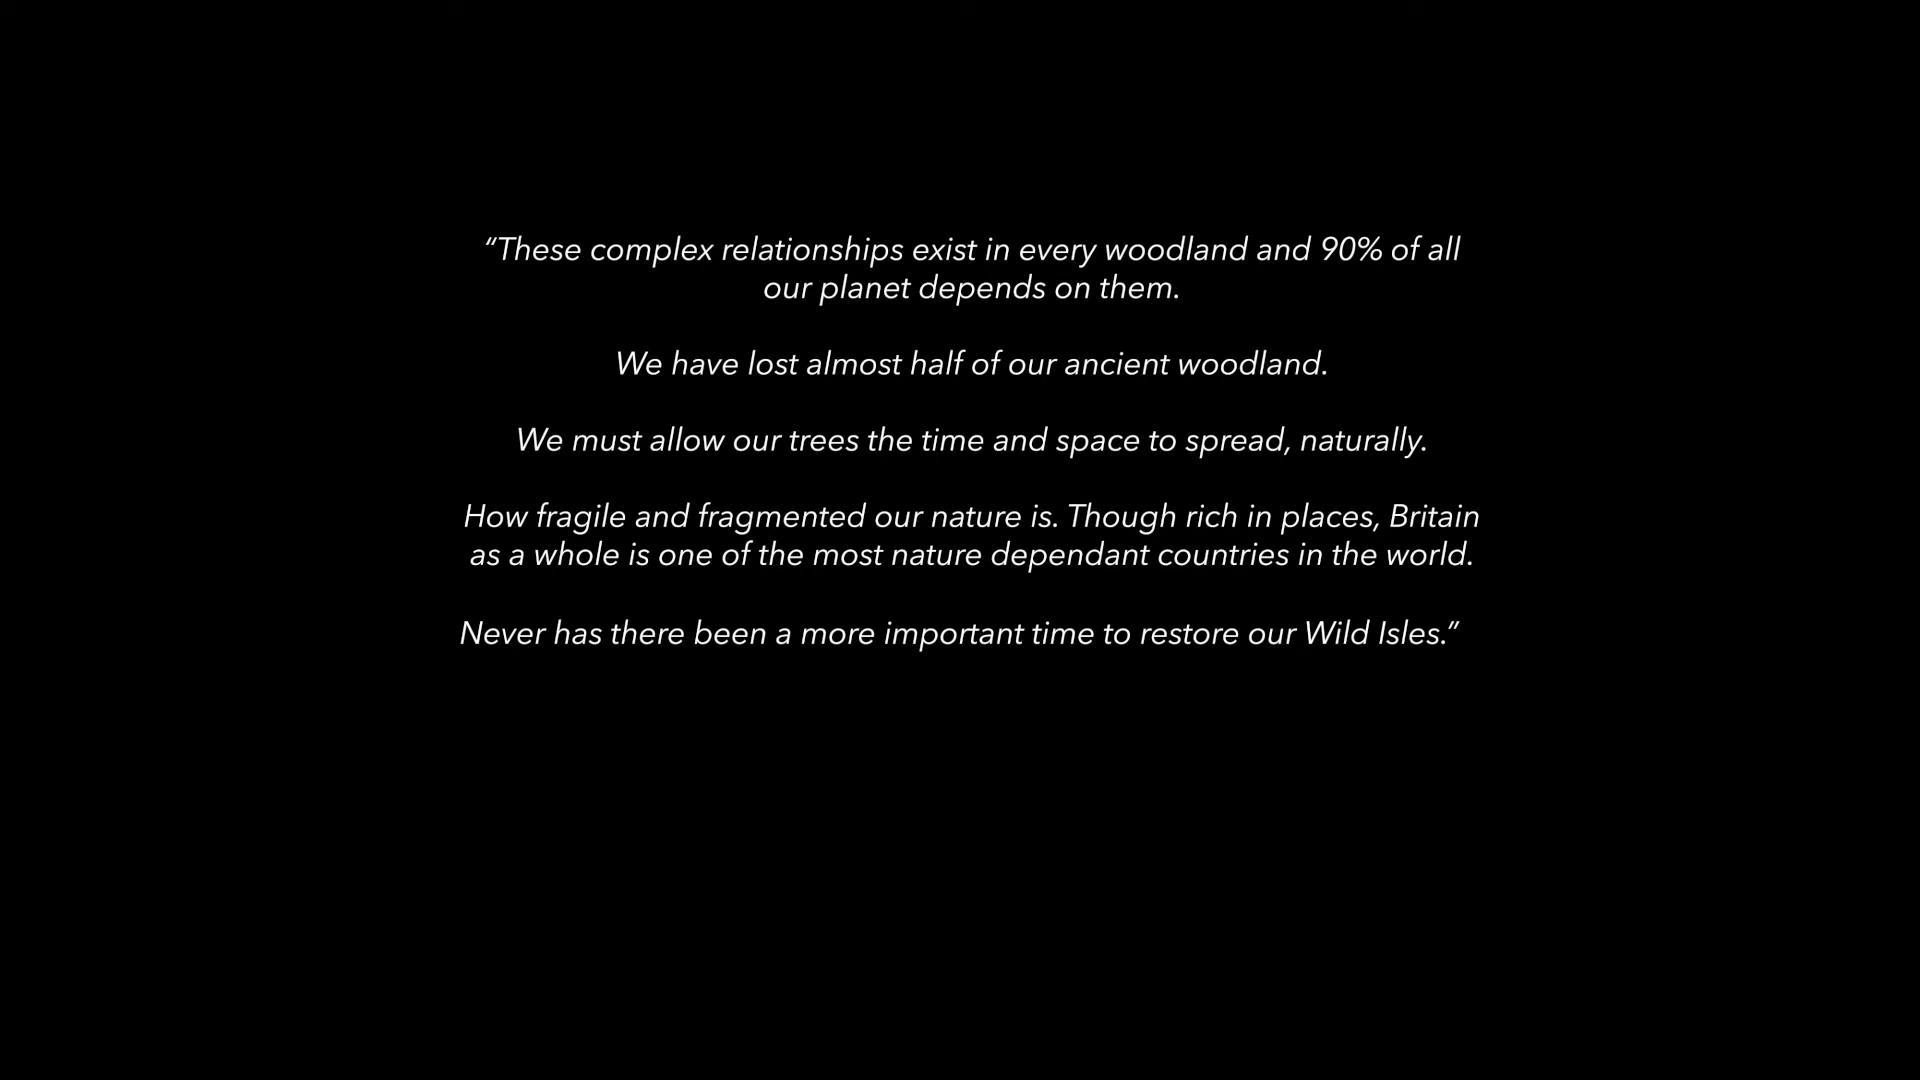 “These complex relationships exist in every woodland and 90% of all
our planet depends on them.
We have lost almost half of our ancient woodland.
We must allow our trees the time and space to spread, naturally.
How fragile and fragmented our nature is. Though rich in places, Britain
as a whole is one of the most nature dependant countries in the world.
Never has there been a more important time to restore our Wild Isles.”